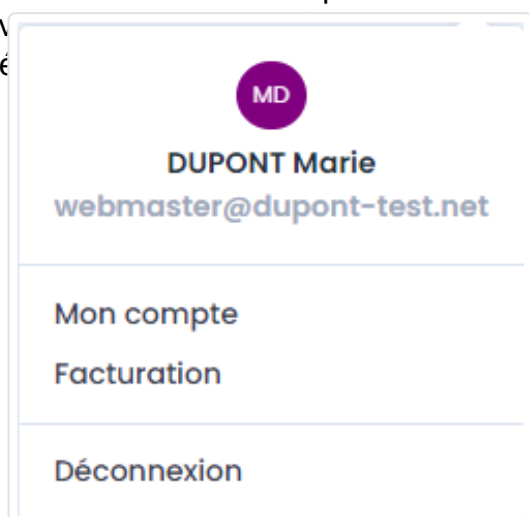 MD
DUPONT Marie
webmaster@dupont-test.net
Mon compte
Facturation
Déconnexion